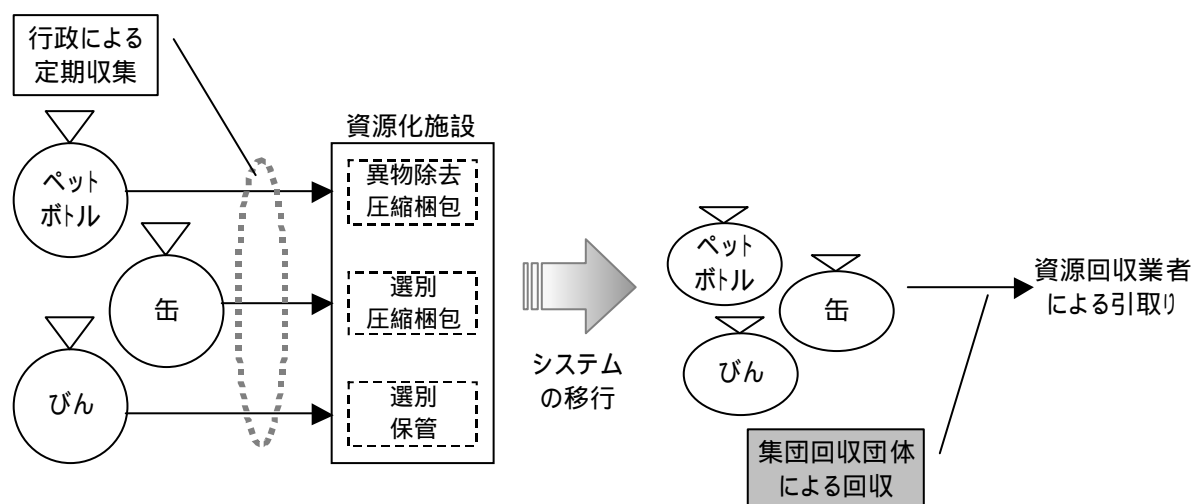 行政による
定期収集
資源化施設
ペット
ボトル
異物除去
圧縮梱包
缶
選別
圧縮梱包
びん
選別
保管
システム
の移行
ペット
ボトル
缶
びん
資源回収業者
による引取り
集団回収団体
による回収